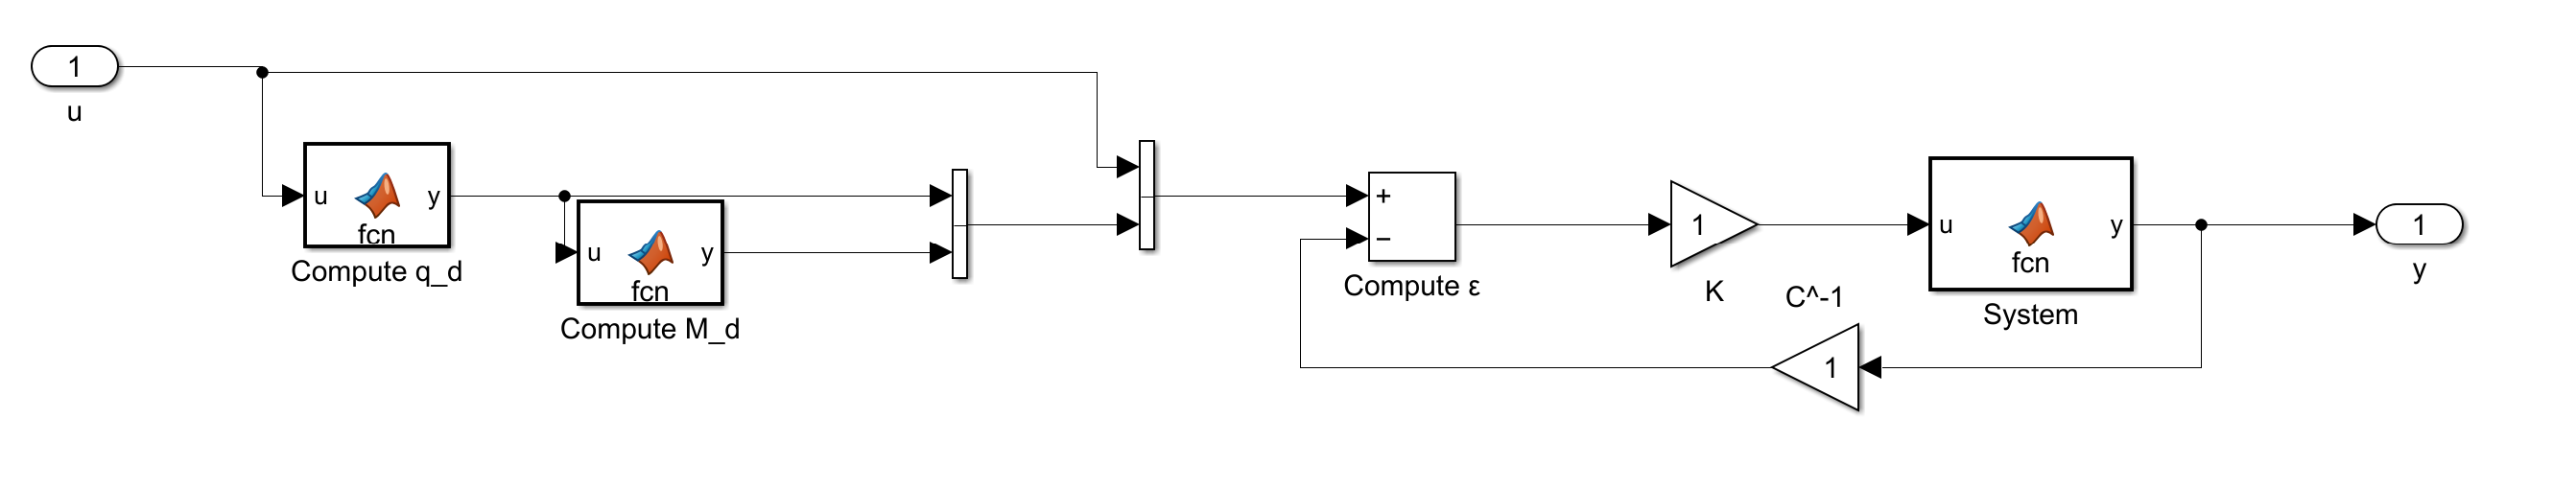 1
u
u
fcn
y
Compute q_d
u
fcn
y
Compute M_d
+
−
Compute ε
1
K
C^-1
1
u
fcn
y
System
1
y